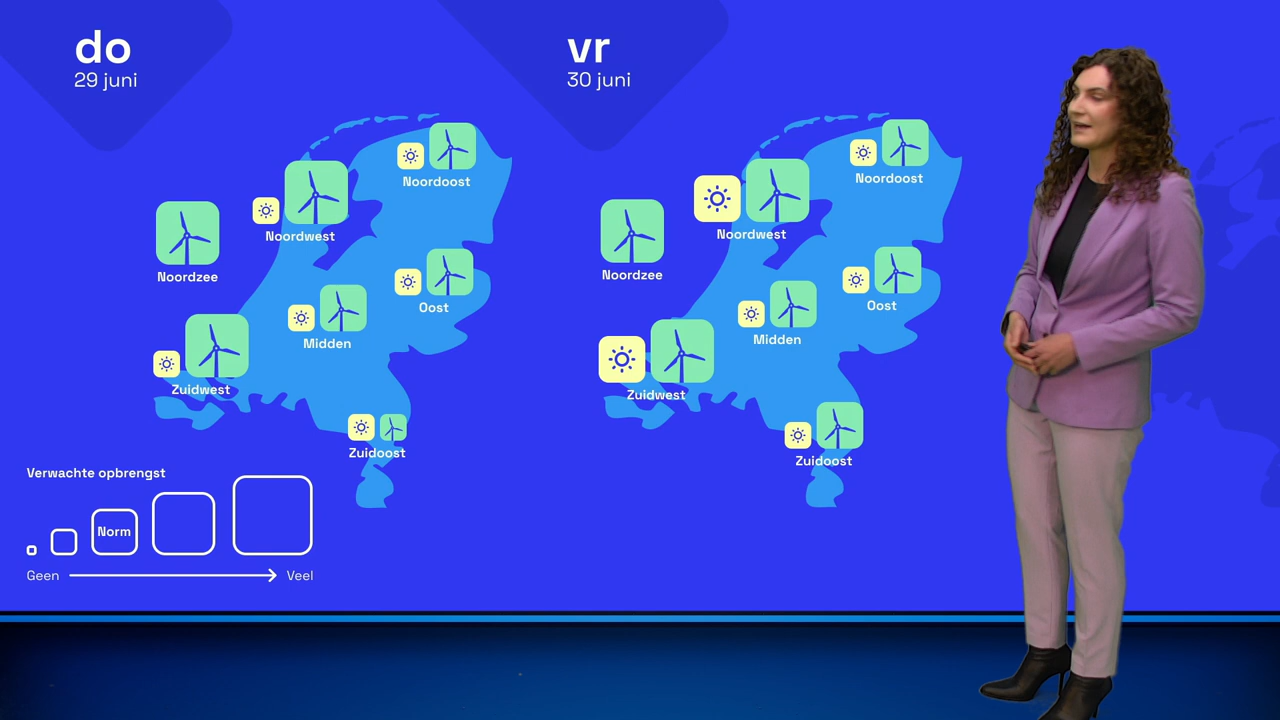 do
29 juni
Noordoost
Noordwest
Noordzee
Oost
Midden
Zuidwest
Zuidoost
vr
30 juni
Noordoost
Noordwest
Noordzee
Oost
Midden
Zuidwest
Zuidoost
Verwachte opbrengst
Norm
Geen
Veel